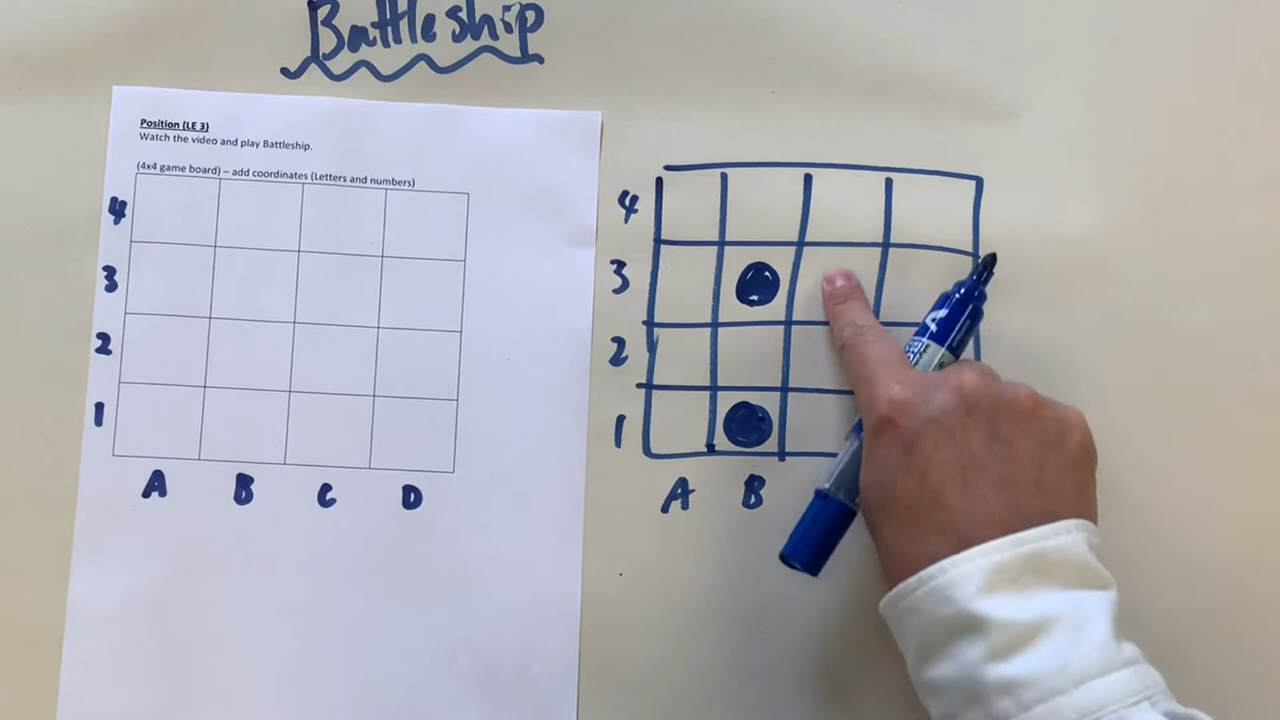 Battleship
Position (LE 3)
Watch the video and play Battleship.
(4x4 game board) – add coordinates (Letters and numbers)
4
3
2
1
A B C D
4
3
2
1
A B